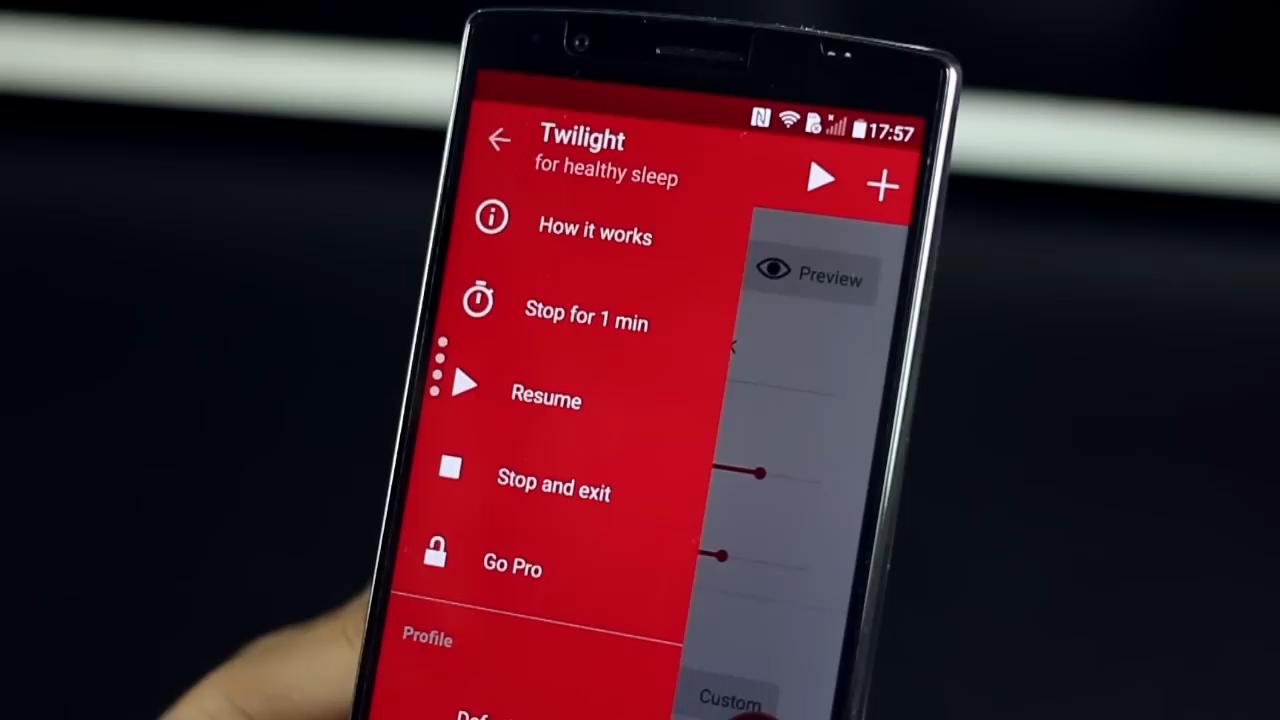 17:57
Twilight
for healthy sleep
How it works
Preview
Stop for 1 min
Resume
Stop and exit
Go Pro
Profile
Custom